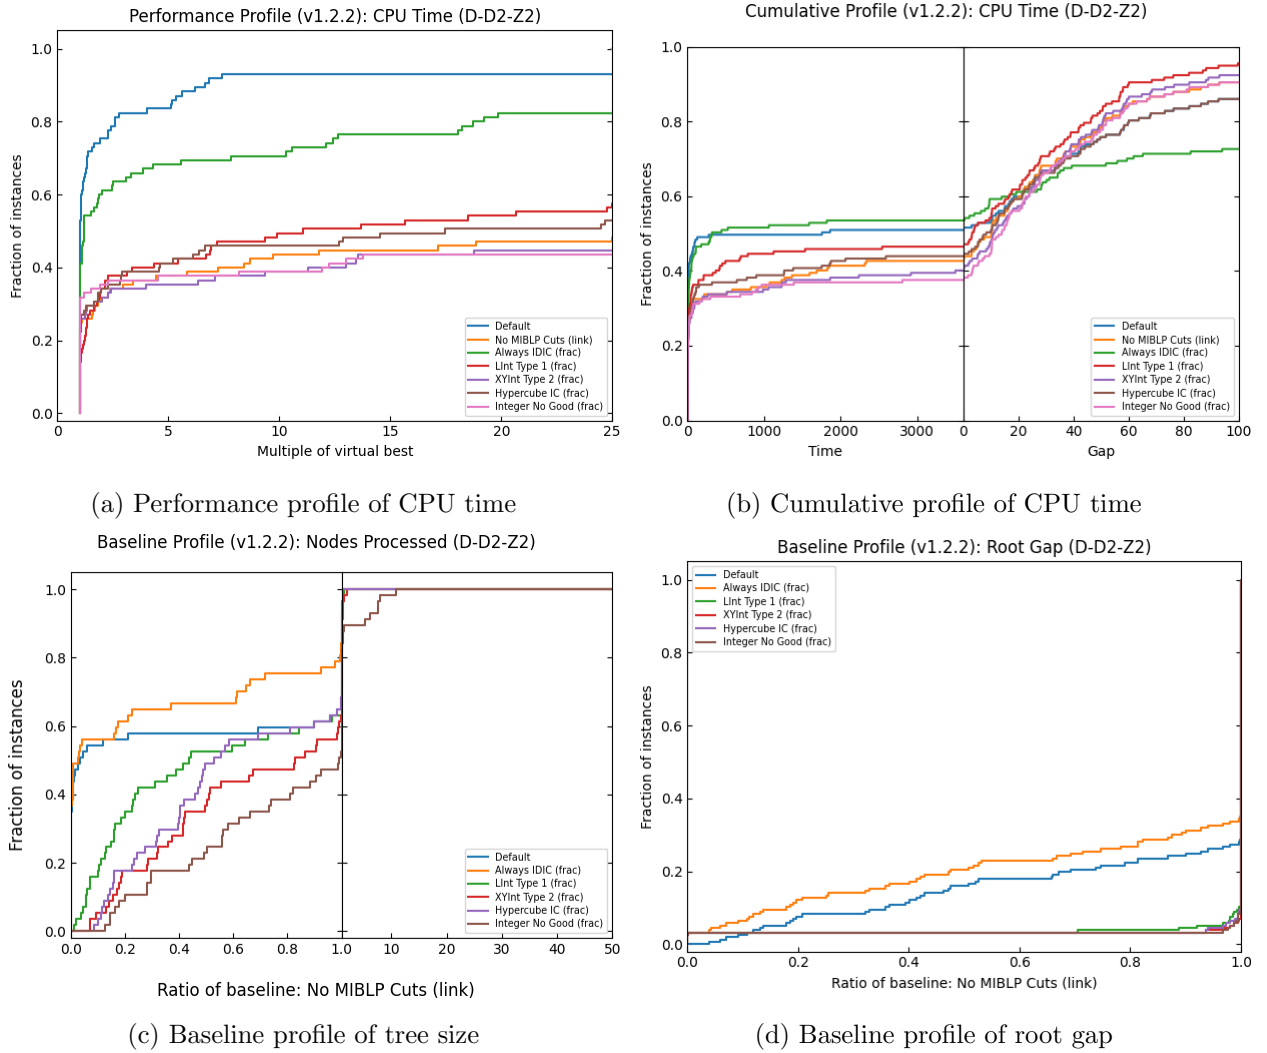 Performance Profile (v1.2.2): CPU Time (D-D2-Z2)
Fraction of instances
1.0
0.8
0.6
0.4
0.2
0.0
0 5 10 15 20 25
Multiple of virtual best
Default
No MIBLP Cuts (link)
Always IDIC (frac)
LInt Type 1 (frac)
XYInt Type 2 (frac)
Hypercube IC (frac)
Integer No Good (frac)
(a) Performance profile of CPU time
Cumulative Profile (v1.2.2): CPU Time (D-D2-Z2)
Fraction of instances
1.0
0.8
0.6
0.4
0.2
0.0
0 1000 2000 3000 0 20 40 60 80 100
Time Gap
Default
No MIBLP Cuts (link)
Always IDIC (frac)
LInt Type 1 (frac)
XYInt Type 2 (frac)
Hypercube IC (frac)
Integer No Good (frac)
(b) Cumulative profile of CPU time
Baseline Profile (v1.2.2): Nodes Processed (D-D2-Z2)
Fraction of instances
1.0
0.8
0.6
0.4
0.2
0.0
0.0 0.2 0.4 0.6 0.8 1.0 10 20 30 40 50
Default
Always IDIC (frac)
LInt Type 1 (frac)
XYInt Type 2 (frac)
Hypercube IC (frac)
Integer No Good (frac)
Ratio of baseline: No MIBLP Cuts (link)
(c) Baseline profile of tree size
Baseline Profile (v1.2.2): Root Gap (D-D2-Z2)
Fraction of instances
1.0
0.8
0.6
0.4
0.2
0.0
0.0 0.2 0.4 0.6 0.8 1.0
Default
Always IDIC (frac)
LInt Type 1 (frac)
XYInt Type 2 (frac)
Hypercube IC (frac)
Integer No Good (frac)
Ratio of baseline: No MIBLP Cuts (link)
(d) Baseline profile of root gap